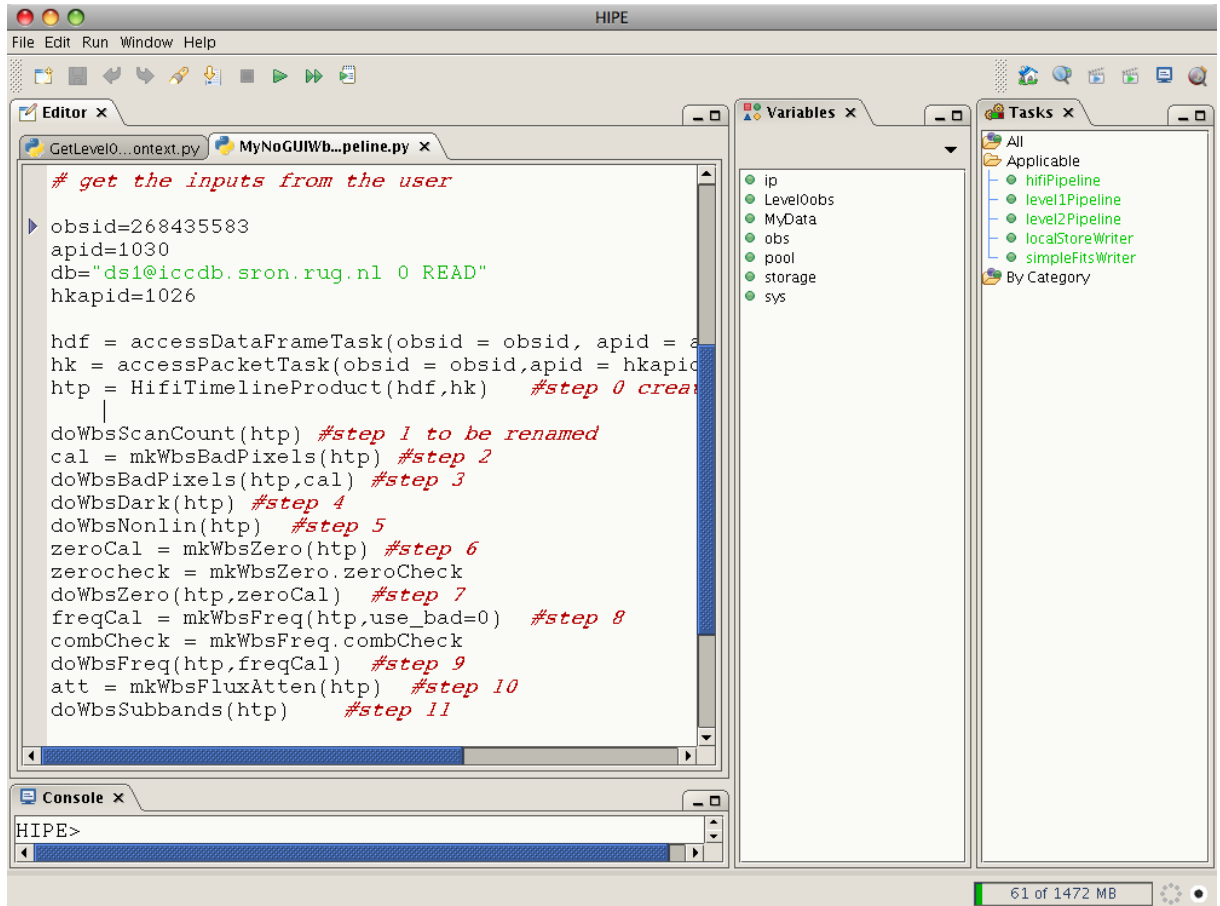 HIPE
File Edit Run Window Help
Editor
GetLevel0...ontext.py
MyNoGUIWb...peline.py
# get the inputs from the user
obsid=268435583
apid=1030
db="ds1@iccdb.sron.rug.nl 0 READ"
hkapid=1026
hdf = accessDataFrameTask(obsid = obsid, apid = a
hk = accessPacketTask(obsid = obsid,apid = hkapid
htp = HifiTimelineProduct(hdf,hk) #step 0 creat
doWbsScanCount(htp) #step 1 to be renamed
cal = mkWbsBadPixels(htp) #step 2
doWbsBadPixels(htp,cal) #step 3
doWbsDark(htp) #step 4
doWbsNonlin(htp) #step 5
zeroCal = mkWbsZero(htp) #step 6
zerocheck = mkWbsZero.zeroCheck
doWbsZero(htp,zeroCal) #step 7
freqCal = mkWbsFreq(htp,use_bad=0) #step 8
combCheck = mkWbsFreq.combCheck
doWbsFreq(htp,freqCal) #step 9
att = mkWbsFluxAtten(htp) #step 10
doWbsSubbands(htp) #step 11
Console
HIPE>
Variables
ip
Level0obs
MyData
obs
pool
storage
sys
Tasks
All
Applicable
hifiPipeline
level1Pipeline
level2Pipeline
localStoreWriter
simpleFitsWriter
By Category
61 of 1472 MB